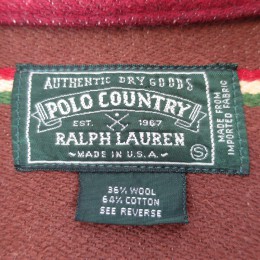 AUTHENTIC DRY GOODS
POLO COUNTRY
EST. 1967
RALPH LAUREN
~MADE IN U.S.A.~
S
MADE FROM
IMPORTED FABRIC
36% WOOL
64% COTTON
SEE REVERSE